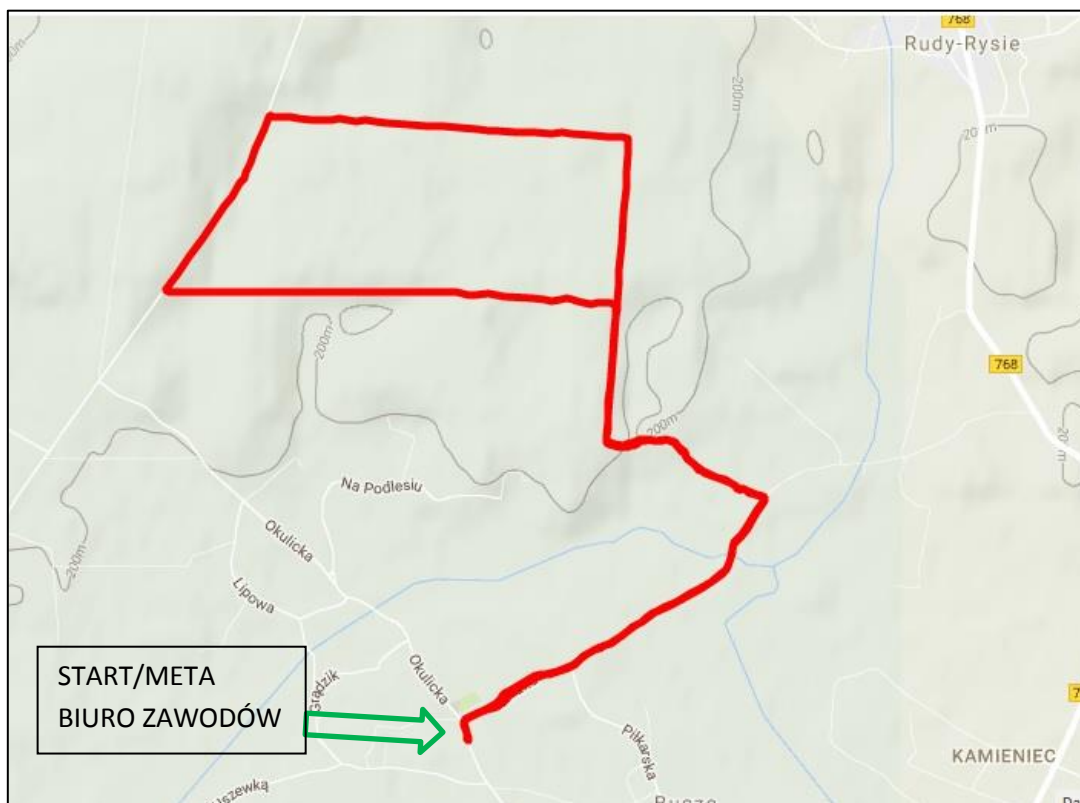 768
Rudy-Rysie
200m
200m
768
200m
Na Podlesiu
Okulicka
200m
Lipowa
START/META
BIURO ZAWODÓW
Okulicka
Grądzik
Piłkarska
KAMIENIEC